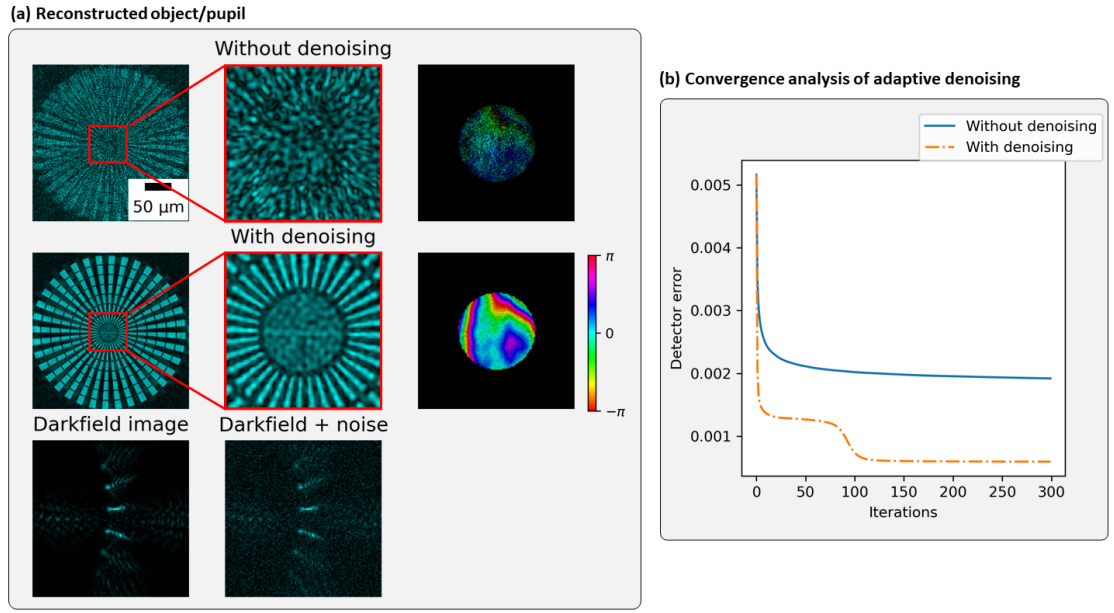 (a) Reconstructed object/pupil
Without denoising
50 μm
With denoising
π
0
−π
Darkfield image
Darkfield + noise
(b) Convergence analysis of adaptive denoising
Without denoising
With denoising
0.005
0.004
0.003
0.002
0.001
Detector error
0 50 100 150 200 250 300
Iterations